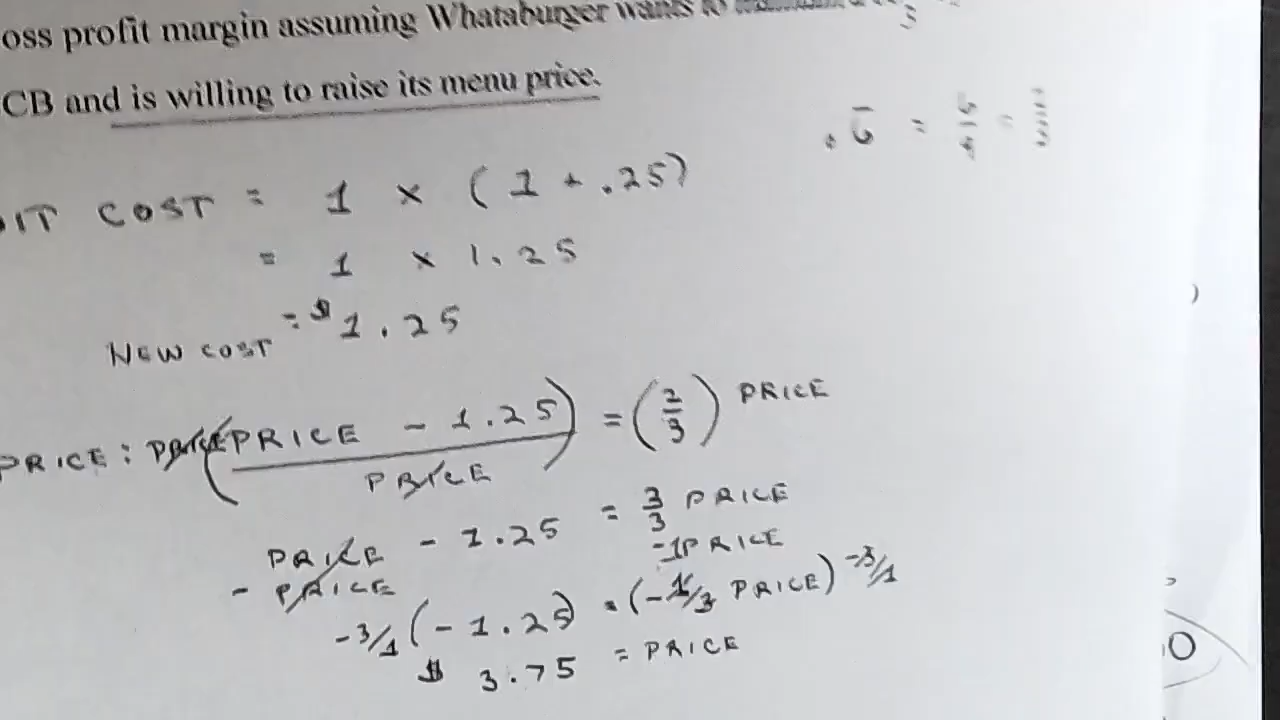 oss profit margin assuming Whataburger wants to
CB and is willing to raise its menu price.
IT COST = 1 × (1 + .25)
= 1 × 1.25
= $1.25
NEW COST
PRICE : PRICE (PRICE - 1.25 / PRICE) = (2/3) PRICE
PRICE - 1.25 = 3/3 PRICE
- PRICE -1PRICE
-3/1 (-1.25) = (-1/3 PRICE) -3/1
$ 3.75 = PRICE